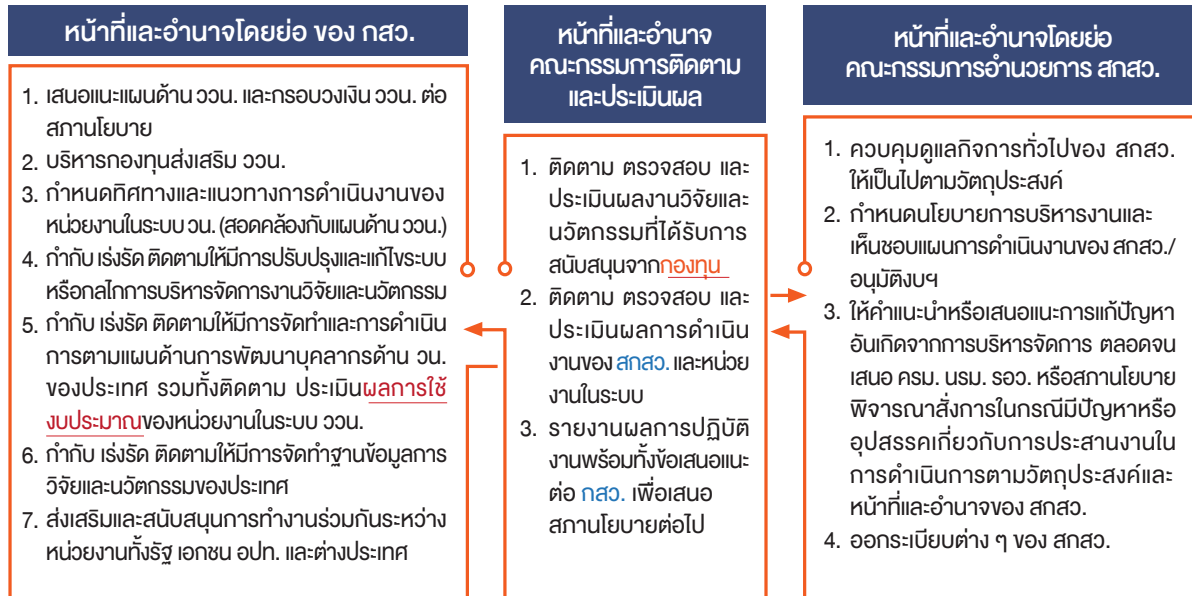 หน้าที่และอำนาจโดยย่อ ของ กสว.
1. เสนอแนะแผนด้าน ววน. และกรอบวงเงิน ววน. ต่อ
สภานโยบาย
2. บริหารกองทุนส่งเสริม ววน.
3. กำหนดทิศทางและแนวทางการดำเนินงานของ
หน่วยงานในระบบ วน. (สอดคล้องกับแผนด้าน ววน.)
4. กำกับ เร่งรัด ติดตามให้มีการปรับปรุงและแก้ไขระบบ
หรือกลไกการบริหารจัดการงานวิจัยและนวัตกรรม
5. กำกับ เร่งรัด ติดตามให้มีการจัดทำและการดำเนิน
การตามแผนด้านการพัฒนาบุคลากรด้าน วน.
ของประเทศ รวมทั้งติดตาม ประเมินผลการใช้
งบประมาณของหน่วยงานในระบบ ววน.
6. กำกับ เร่งรัด ติดตามให้มีการจัดทำฐานข้อมูลการ
วิจัยและนวัตกรรมของประเทศ
7. ส่งเสริมและสนับสนุนการทำงานร่วมกันระหว่าง
หน่วยงานทั้งรัฐ เอกชน อปท. และต่างประเทศ
หน้าที่และอำนาจ
คณะกรรมการติดตาม
และประเมินผล
1. ติดตาม ตรวจสอบ และ
ประเมินผลงานวิจัยและ
นวัตกรรมที่ได้รับการ
สนับสนุนจากกองทุน
2. ติดตาม ตรวจสอบ และ
ประเมินผลการดำเนิน
งานของ สกสว. และหน่วย
งานในระบบ
3. รายงานผลการปฏิบัติ
งานพร้อมทั้งข้อเสนอแนะ
ต่อ กสว. เพื่อเสนอ
สภานโยบายต่อไป
หน้าที่และอำนาจโดยย่อ
คณะกรรมการอำนวยการ สกสว.
1. ควบคุมดูแลกิจการทั่วไปของ สกสว.
ให้เป็นไปตามวัตถุประสงค์
2. กำหนดนโยบายการบริหารงานและ
เห็นชอบแผนการดำเนินงานของ สกสว./
อนุมัติงบฯ
3. ให้คำแนะนำหรือเสนอแนะการแก้ปัญหา
อันเกิดจากการบริหารจัดการ ตลอดจน
เสนอ ครม. นรม. รอว. หรือสภานโยบาย
พิจารณาสั่งการในกรณีมีปัญหาหรือ
อุปสรรคเกี่ยวกับการประสานงานใน
การดำเนินการตามวัตถุประสงค์และ
หน้าที่และอำนาจของ สกสว.
4. ออกระเบียบต่าง ๆ ของ สกสว.